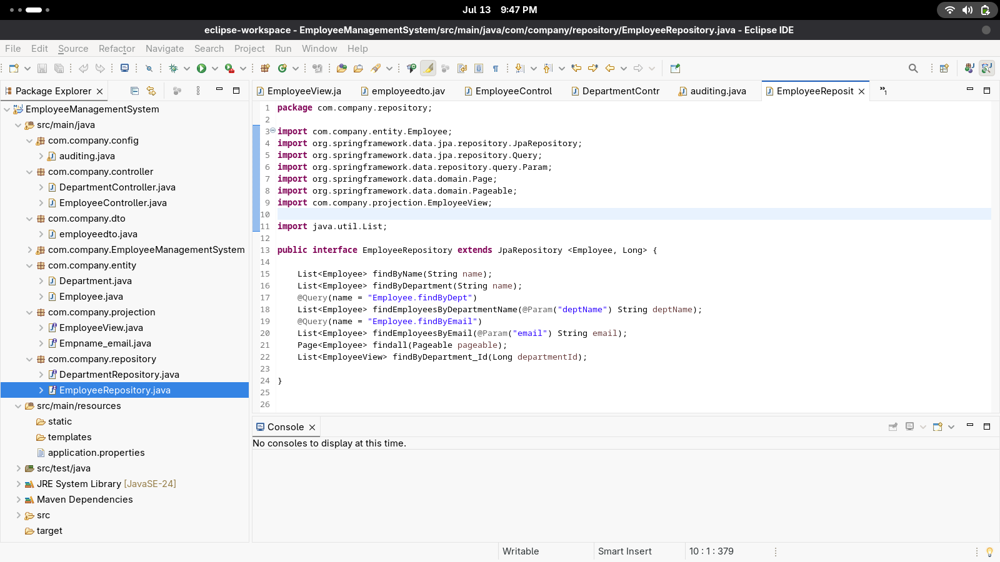 Jul 13 9:47 PM
eclipse-workspace - EmployeeManagementSystem/src/main/java/com/company/repository/EmployeeRepository.java - Eclipse IDE
File Edit Source Refactor Navigate Search Project Run Window Help
Package Explorer
EmployeeManagementSystem
src/main/java
com.company.config
auditing.java
com.company.controller
DepartmentController.java
EmployeeController.java
com.company.dto
employeedto.java
com.company.EmployeeManagementSystem
com.company.entity
Department.java
Employee.java
com.company.projection
EmployeeView.java
Empname_email.java
com.company.repository
DepartmentRepository.java
EmployeeRepository.java
src/main/resources
static
templates
application.properties
src/test/java
JRE System Library [JavaSE-24]
Maven Dependencies
src
target
EmployeeView.ja employeedto.jav EmployeeControl DepartmentContr auditing.java EmployeeReposit »1
1 package com.company.repository;
2
3 import com.company.entity.Employee;
4 import org.springframework.data.jpa.repository.JpaRepository;
5 import org.springframework.data.jpa.repository.Query;
6 import org.springframework.data.repository.query.Param;
7 import org.springframework.data.domain.Page;
8 import org.springframework.data.domain.Pageable;
9 import com.company.projection.EmployeeView;
10
11 import java.util.List;
12
13 public interface EmployeeRepository extends JpaRepository <Employee, Long> {
14
15 List<Employee> findByName(String name);
16 List<Employee> findByDepartment(String name);
17 @Query(name = "Employee.findByDept")
18 List<Employee> findEmployeesByDepartmentName(@Param("deptName") String deptName);
19 @Query(name = "Employee.findByEmail")
20 List<Employee> findEmployeesByEmail(@Param("email") String email);
21 Page<Employee> findall(Pageable pageable);
22 List<EmployeeView> findByDepartment_Id(Long departmentId);
23
24 }
25
26
Console
No consoles to display at this time.
Writable Smart Insert 10 : 1 : 379